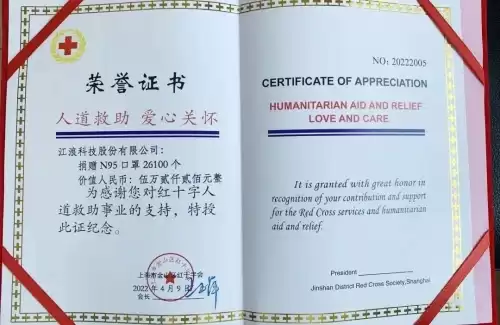 荣誉证书
人道救助 爱心关怀
江波科技股份有限公司:
捐赠 N95 口罩 26100 个
价值人民币: 伍万贰仟贰佰元整
为感谢您对红十字人
道救助事业的支持, 特授
此证纪念。
上海市金山区红十字会
2022 年 4 月 9 日
会长
NO: 20222005
CERTIFICATE OF APPRECIATION
HUMANITARIAN AID AND RELIEF
LOVE AND CARE
It is granted with great honor in
recognition of your contribution and support
for the Red Cross services and humanitarian
aid and relief.
President
Jinshan District Red Cross Society,Shanghai